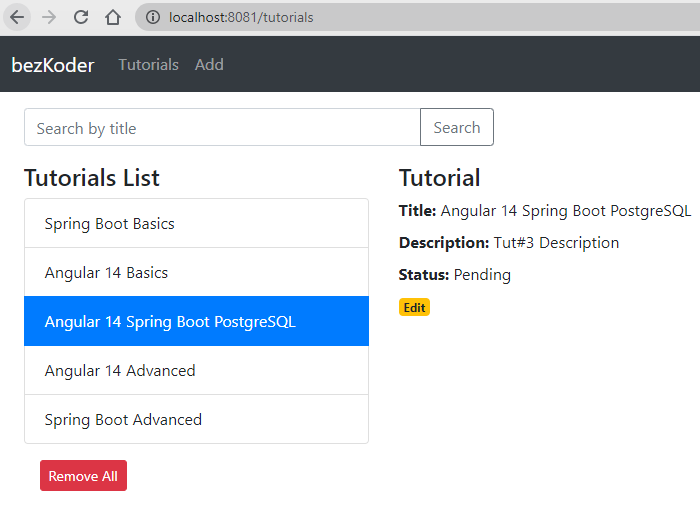 localhost:8081/tutorials
bezKoder Tutorials Add
Search by title Search
Tutorials List
Spring Boot Basics
Angular 14 Basics
Angular 14 Spring Boot PostgreSQL
Angular 14 Advanced
Spring Boot Advanced
Remove All
Tutorial
Title: Angular 14 Spring Boot PostgreSQL
Description: Tut#3 Description
Status: Pending
Edit